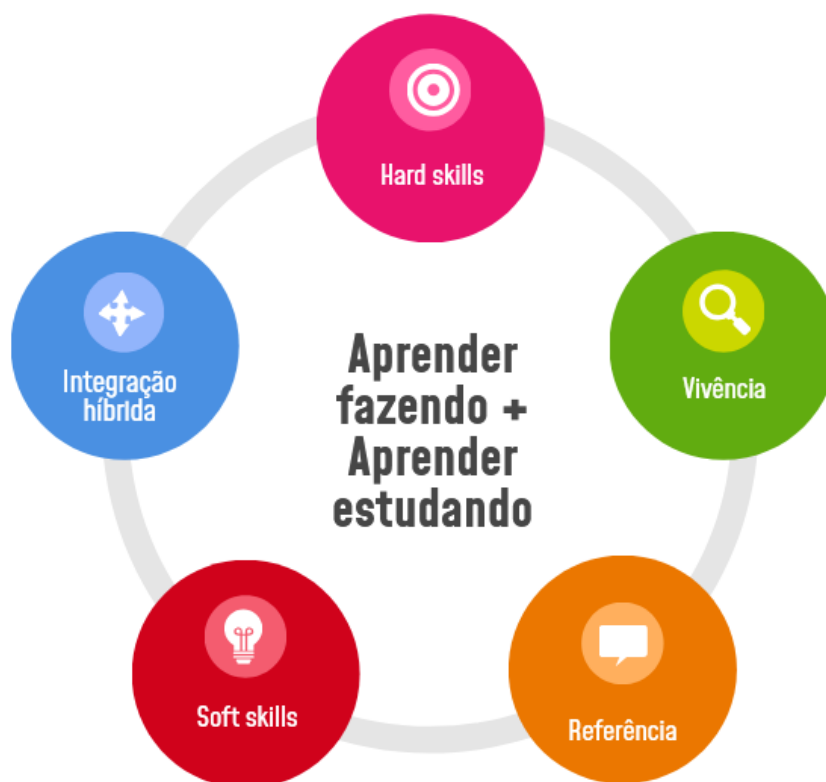 Hard skills
Integração
híbrida
Vivência
Aprender
fazendo +
Aprender
estudando
Soft skills
Referência